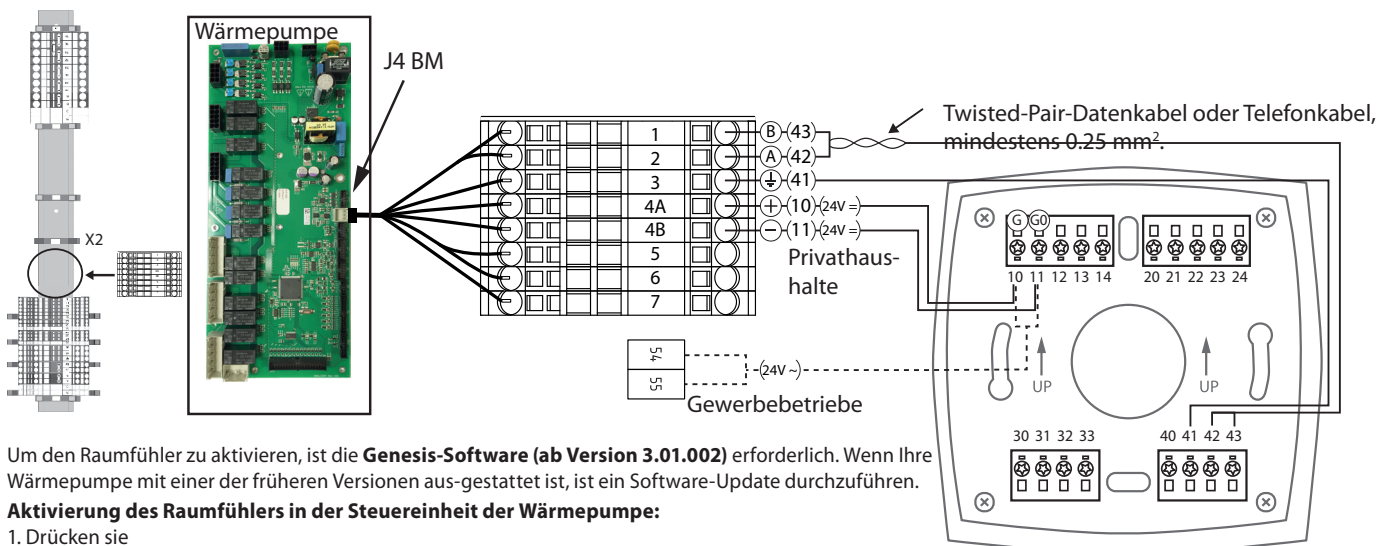 Wärmepumpe
J4 BM
X2
1
2
3
4A
4B
5
6
7
B (43)
A (42)
(41)
+ (10) (24V =)
− (11) (24V =)
Privathaus-
halte
Twisted-Pair-Datenkabel oder Telefonkabel,
mindestens 0.25 mm².
G G0
10 11 12 13 14
20 21 22 23 24
UP
UP
54
55
(24V ~)
Gewerbebetriebe
30 31 32 33
40 41 42 43
Um den Raumfühler zu aktivieren, ist die Genesis-Software (ab Version 3.01.002) erforderlich. Wenn Ihre
Wärmepumpe mit einer der früheren Versionen aus-gestattet ist, ist ein Software-Update durchzuführen.
Aktivierung des Raumfühlers in der Steuereinheit der Wärmepumpe:
1. Drücken sie